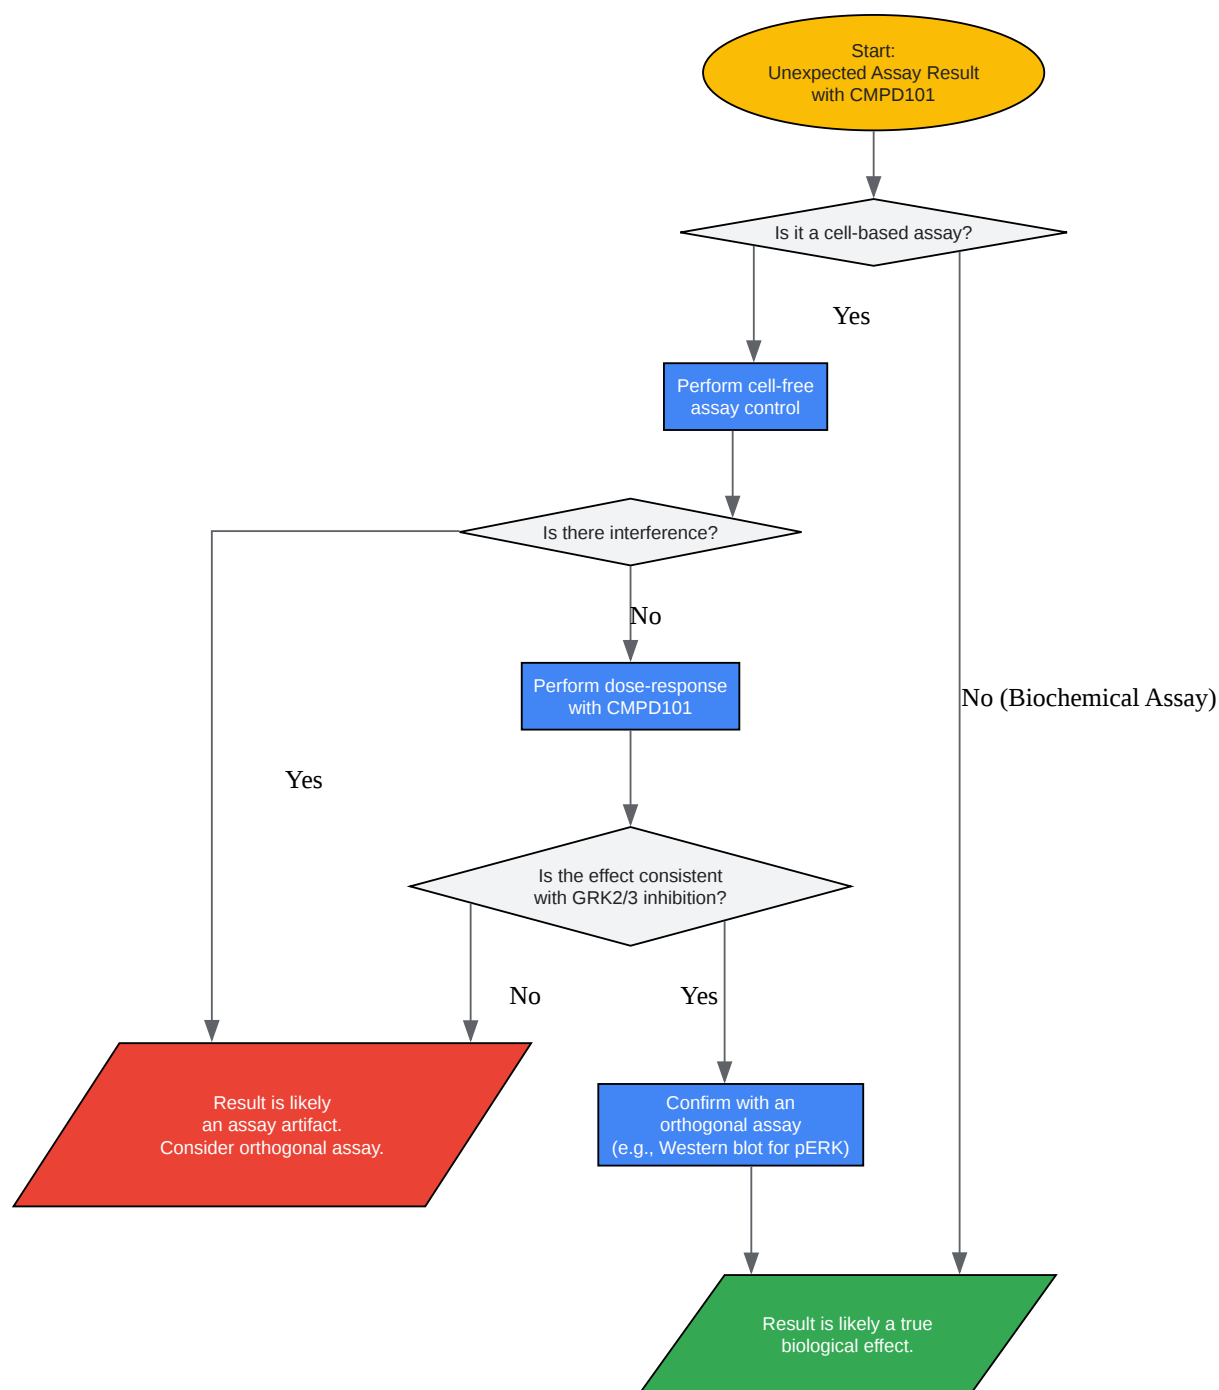 Start:
Unexpected Assay Result
with CMPD101
Is it a cell-based assay?
Yes
Perform cell-free
assay control
Is there interference?
No
Perform dose-response
with CMPD101
No (Biochemical Assay)
Yes
Is the effect consistent
with GRK2/3 inhibition?
No
Yes
Result is likely
an assay artifact.
Consider orthogonal assay.
Confirm with an
orthogonal assay
(e.g., Western blot for pERK)
Result is likely a true
biological effect.